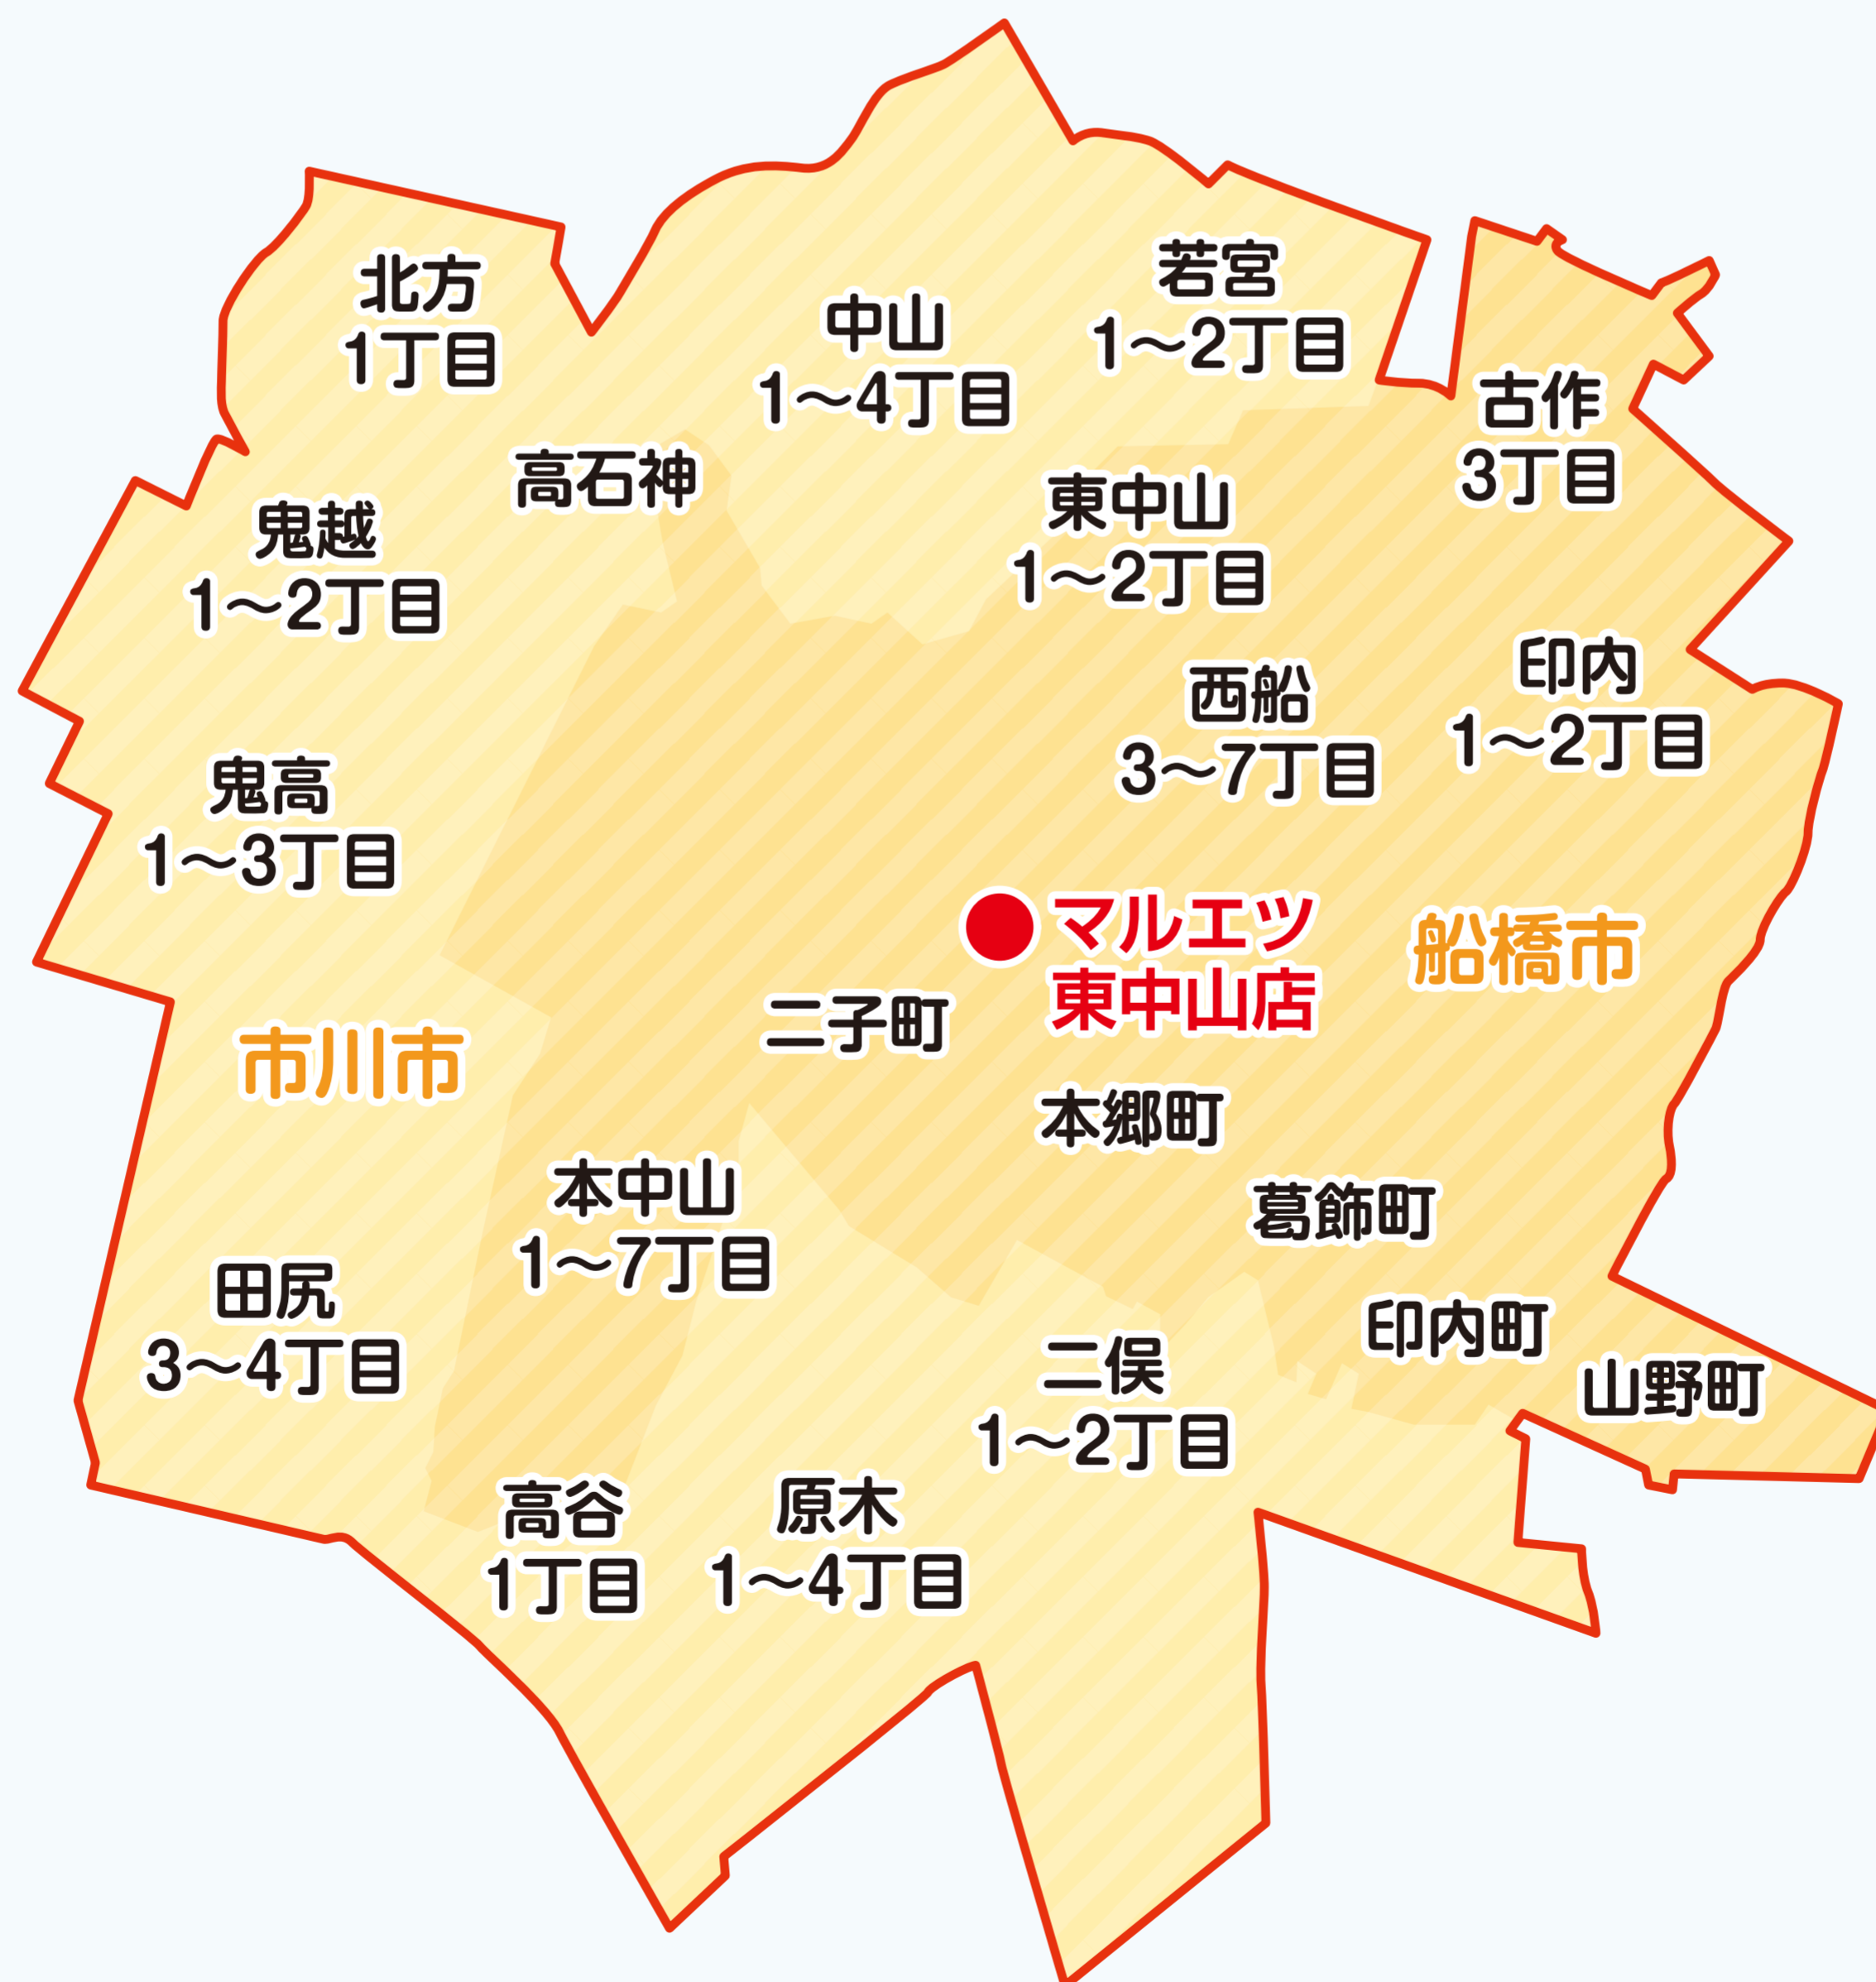 北方
1丁目
中山
1～4丁目
若宮
1～2丁目
古作
3丁目
高石神
鬼越
1～2丁目
東中山
1～2丁目
西船
3～7丁目
印内
1～2丁目
鬼高
1～3丁目
マルエツ
東中山店
船橋市
二子町
市川市
本郷町
本中山
1～7丁目
葛飾町
田尻
3～4丁目
二俣
1～2丁目
印内町
山野町
高谷
1丁目
原木
1～4丁目